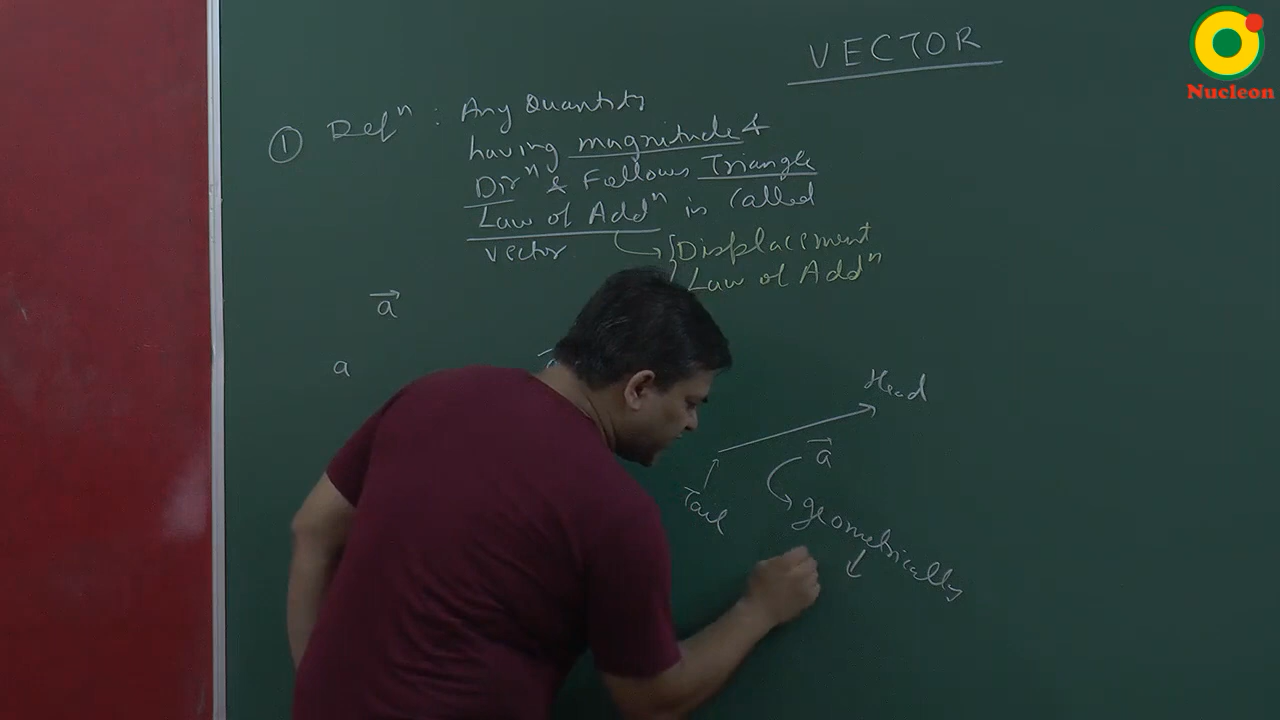 VECTOR
Nucleon
① Defⁿ : Any Quantity
having magnitude &
Dirⁿ & Follows Triangle
Law of Addⁿ is called
vector
Displacement
Law of Addⁿ
a⃗
a
Head
a⃗
Tail
geometrically